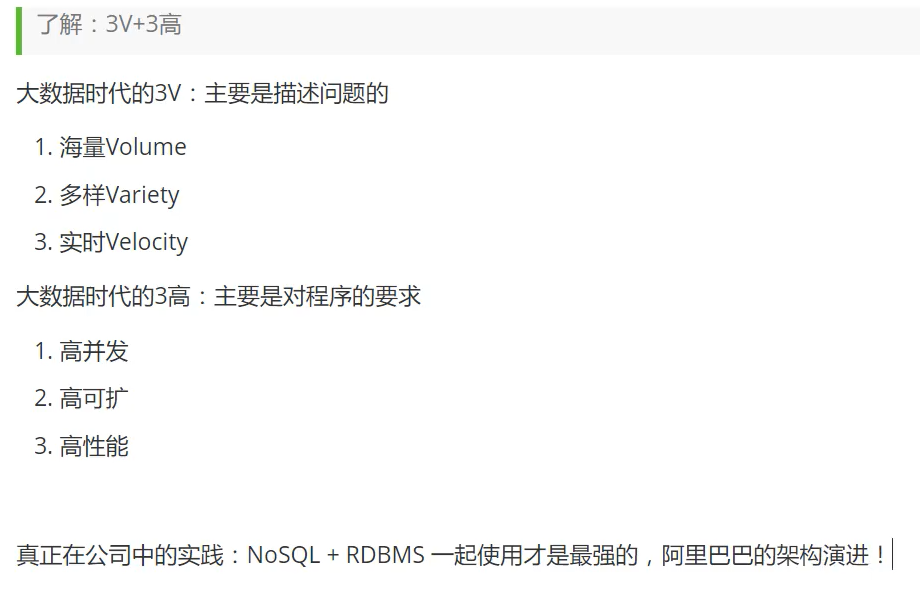 了解：3V+3高
大数据时代的3V：主要是描述问题的
1. 海量Volume
2. 多样Variety
3. 实时Velocity
大数据时代的3高：主要是对程序的要求
1. 高并发
2. 高可扩
3. 高性能
真正在公司中的实践：NoSQL + RDBMS 一起使用才是最强的，阿里巴巴的架构演进！